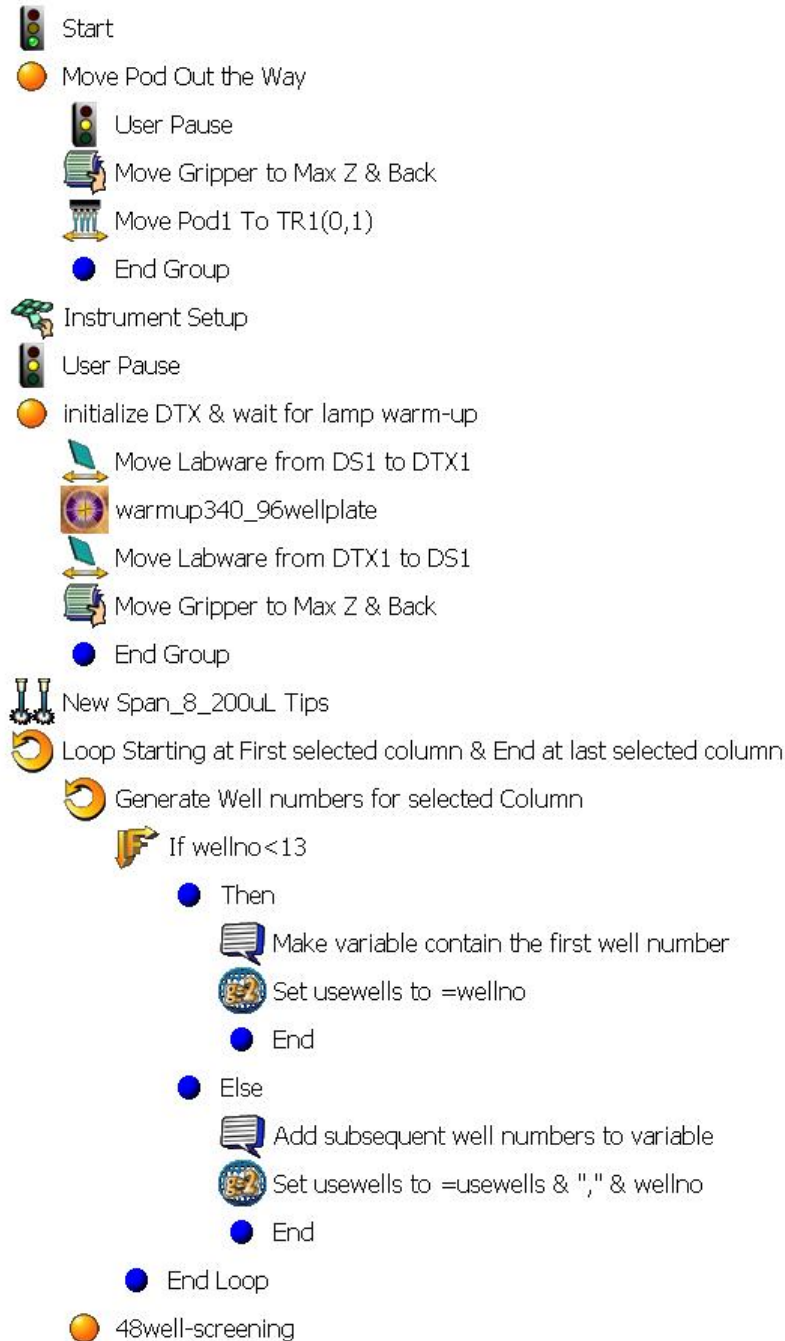 Start
Move Pod Out the Way
User Pause
Move Gripper to Max Z & Back
Move Pod1 To TR1(0,1)
End Group
Instrument Setup
User Pause
initialize DTX & wait for lamp warm-up
Move Labware from DS1 to DTX1
warmup340_96wellplate
Move Labware from DTX1 to DS1
Move Gripper to Max Z & Back
End Group
New Span_8_200uL Tips
Loop Starting at First selected column & End at last selected column
Generate Well numbers for selected Column
If wellno<13
Then
Make variable contain the first well number
Set usewells to =wellno
End
Else
Add subsequent well numbers to variable
Set usewells to =usewells & "," & wellno
End
End Loop
48well-screening